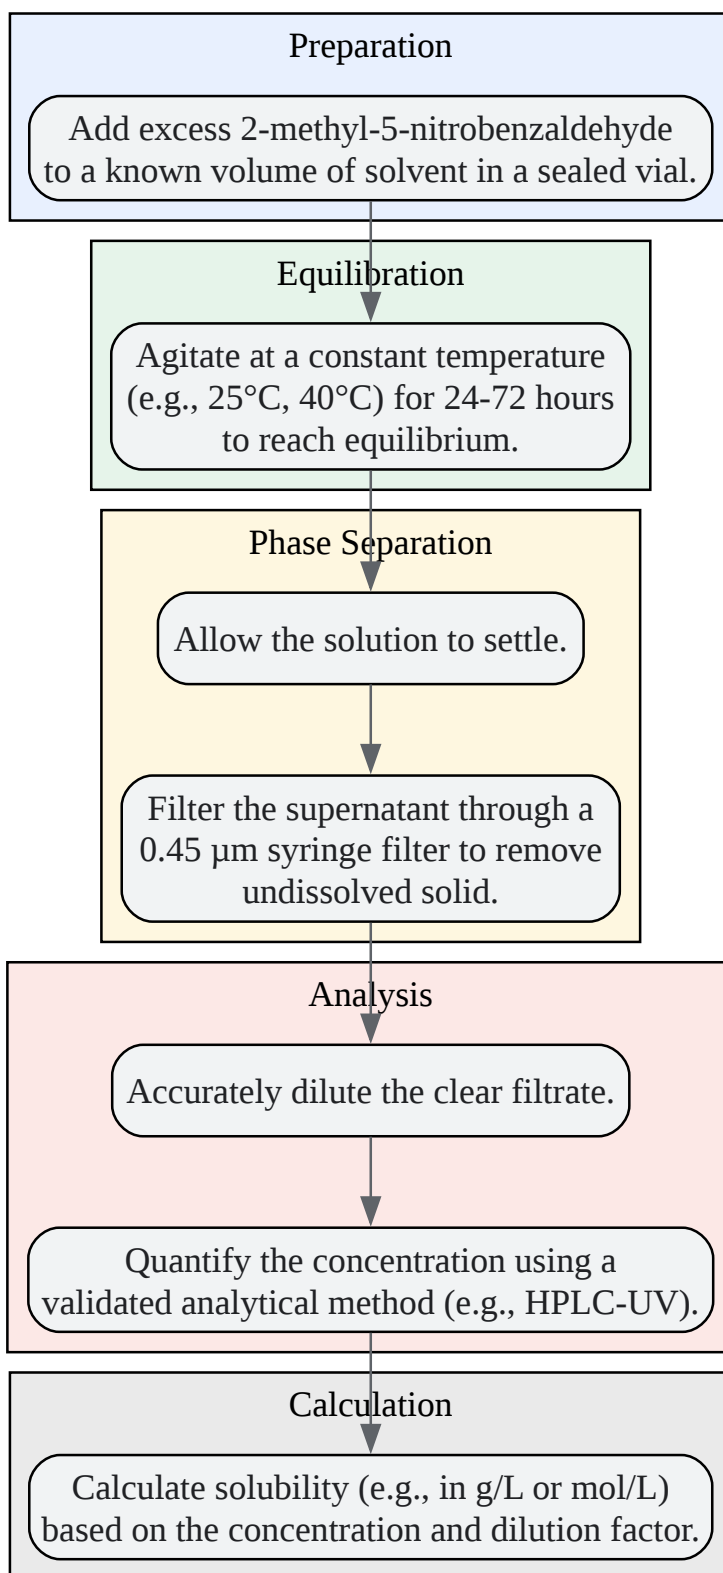 Preparation
Add excess 2-methyl-5-nitrobenzaldehyde
to a known volume of solvent in a sealed vial.
Equilibration
Agitate at a constant temperature
(e.g., 25°C, 40°C) for 24-72 hours
to reach equilibrium.
Phase Separation
Allow the solution to settle.
Filter the supernatant through a
0.45 µm syringe filter to remove
undissolved solid.
Analysis
Accurately dilute the clear filtrate.
Quantify the concentration using a
validated analytical method (e.g., HPLC-UV).
Calculation
Calculate solubility (e.g., in g/L or mol/L)
based on the concentration and dilution factor.